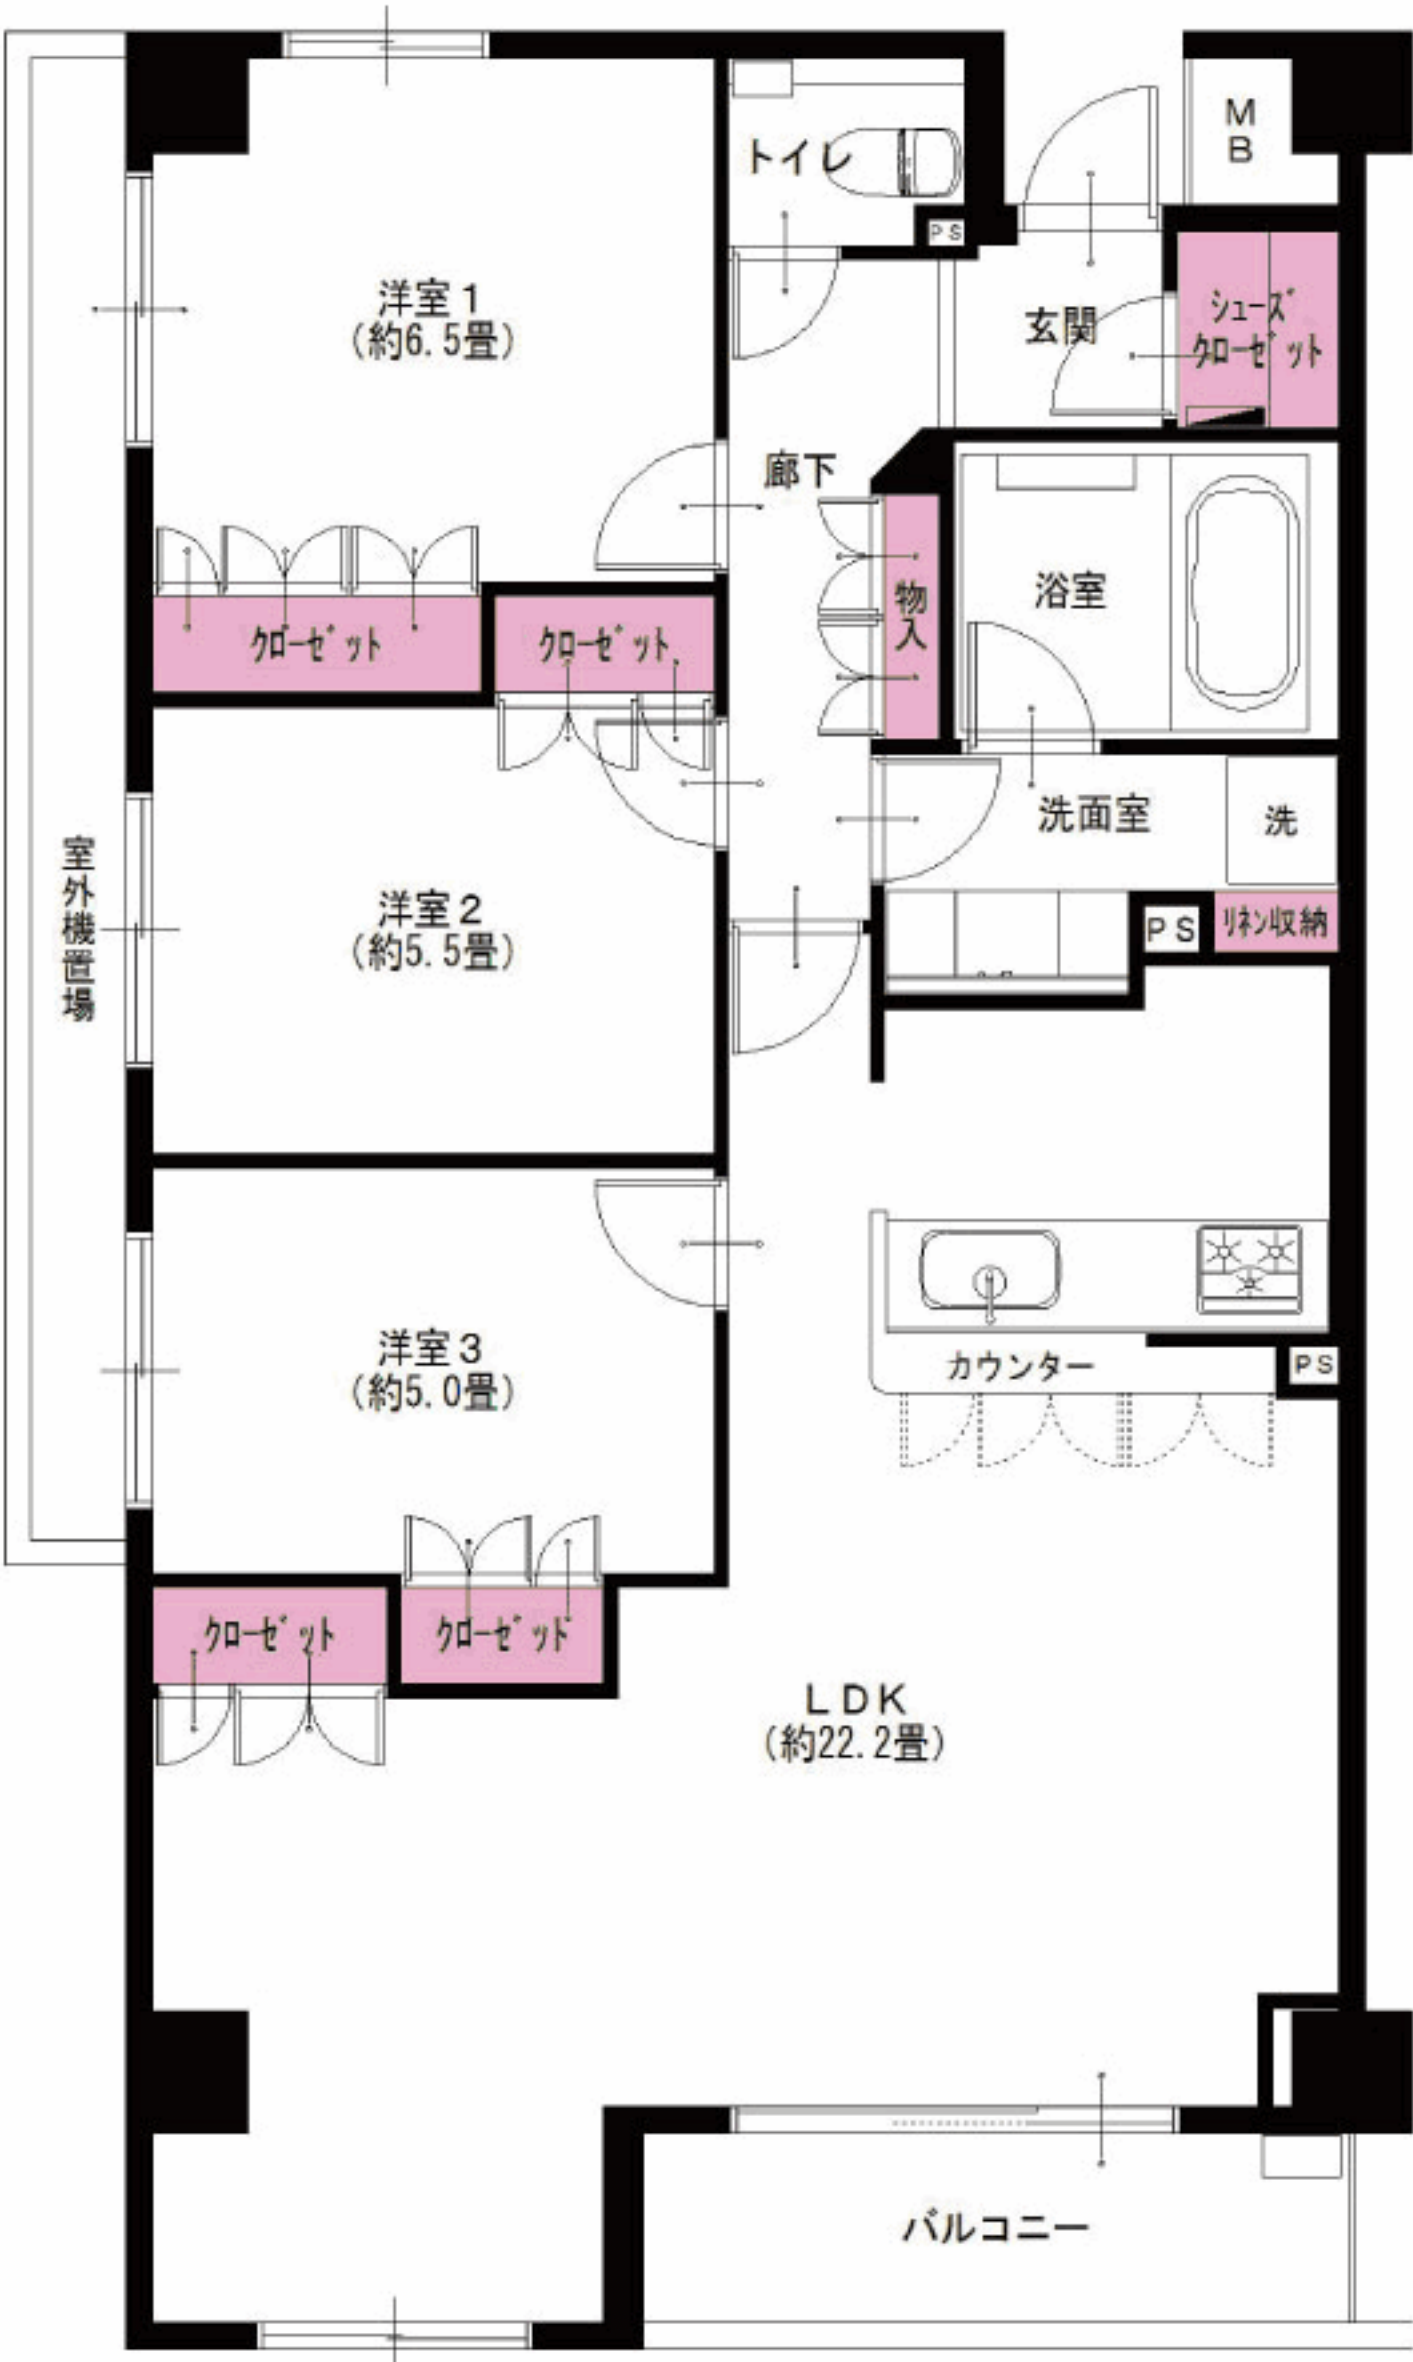 トイレ
PS
MB
洋室1
(約6.5畳)
玄関
シューズ
クローゼット
廊下
物入
浴室
クローゼット
クローゼット
洗面室
洗
PS
リネン収納
室外機置場
洋室2
(約5.5畳)
洋室3
(約5.0畳)
カウンター
PS
クローゼット
クローゼット
LDK
(約22.2畳)
バルコニー